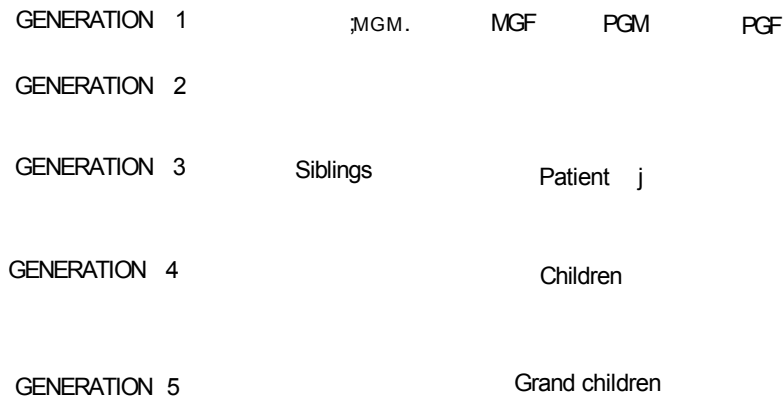 GENERATION 1 ;MGM. MGF PGM PGF
GENERATION 2
GENERATION 3 Siblings Patient j
GENERATION 4 Children
GENERATION 5 Grand children